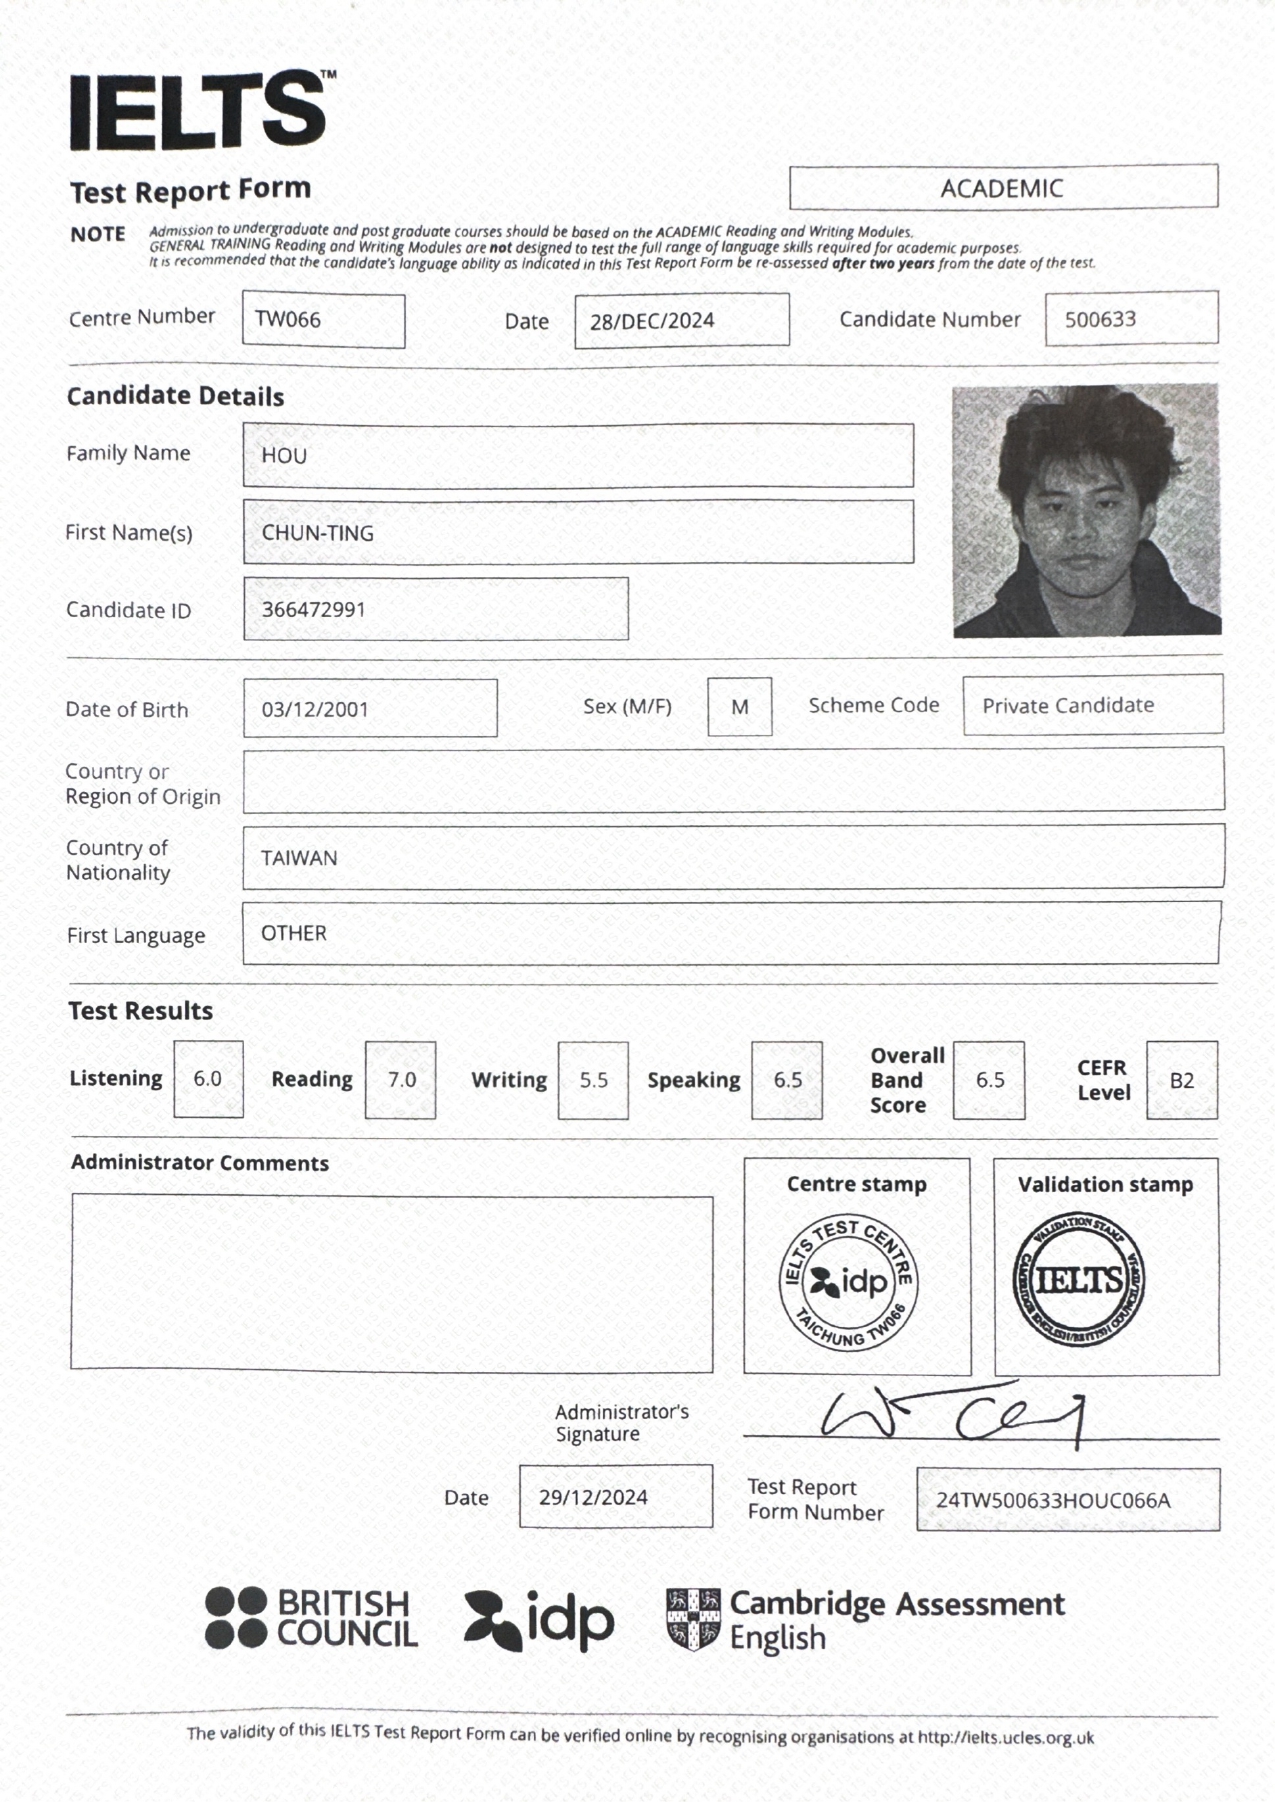 IELTS™
Test Report Form
ACADEMIC
NOTE Admission to undergraduate and post graduate courses should be based on the ACADEMIC Reading and Writing Modules.
GENERAL TRAINING Reading and Writing Modules are not designed to test the full range of language skills required for academic purposes.
It is recommended that the candidate's language ability as indicated in this Test Report Form be re-assessed after two years from the date of the test.
Centre Number TW066 Date 28/DEC/2024 Candidate Number 500633
Candidate Details
Family Name HOU
First Name(s) CHUN-TING
Candidate ID 366472991
Date of Birth 03/12/2001 Sex (M/F) M Scheme Code Private Candidate
Country or
Region of Origin
Country of
Nationality TAIWAN
First Language OTHER
Test Results
Listening 6.0 Reading 7.0 Writing 5.5 Speaking 6.5 Overall Band Score 6.5 CEFR Level B2
Administrator Comments
Centre stamp
IELTS TEST CENTRE
idp
TAICHUNG TW066
Validation stamp
VALIDATION STAMP
IELTS
CAMBRIDGE ENGLISH/BRITISH COUNCIL/IDP:IA
Administrator's
Signature
Date 29/12/2024
Test Report
Form Number 24TW500633HOUC066A
BRITISH
COUNCIL
idp
Cambridge Assessment
English
The validity of this IELTS Test Report Form can be verified online by recognising organisations at http://ielts.ucles.org.uk